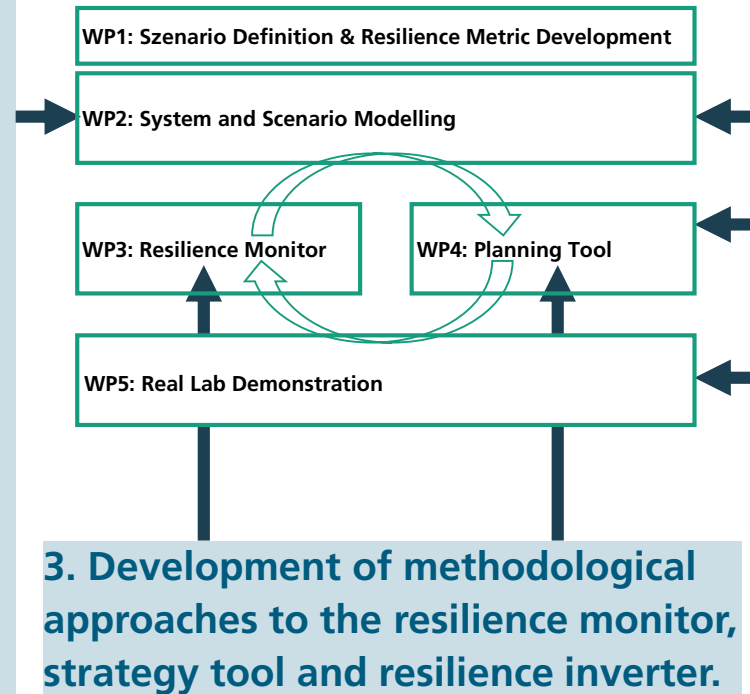 WP1: Szenario Definition & Resilience Metric Development
WP2: System and Scenario Modelling
WP3: Resilience Monitor
WP4: Planning Tool
WP5: Real Lab Demonstration
3. Development of methodological
approaches to the resilience monitor,
strategy tool and resilience inverter.